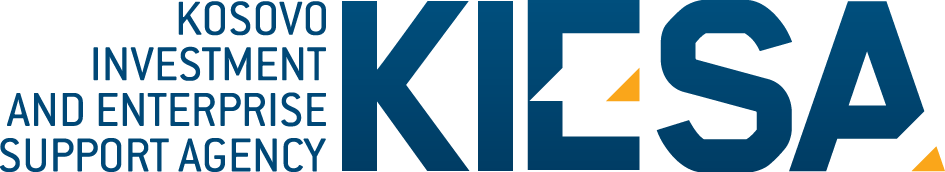 KOSOVO
INVESTMENT
AND ENTERPRISE
SUPPORT AGENCY
KIESA